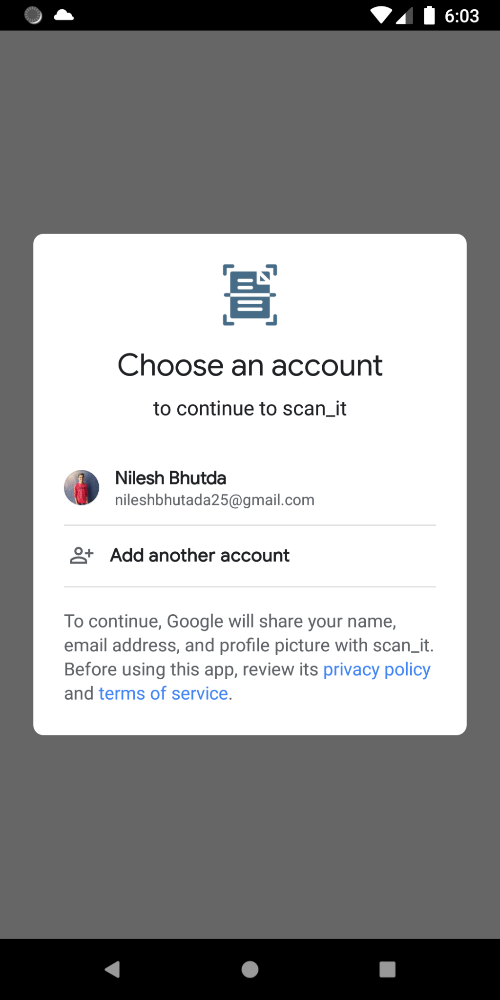 6:03
Choose an account
to continue to scan_it
Nilesh Bhutda
nileshbhutada25@gmail.com
Add another account
To continue, Google will share your name,
email address, and profile picture with scan_it.
Before using this app, review its privacy policy
and terms of service.